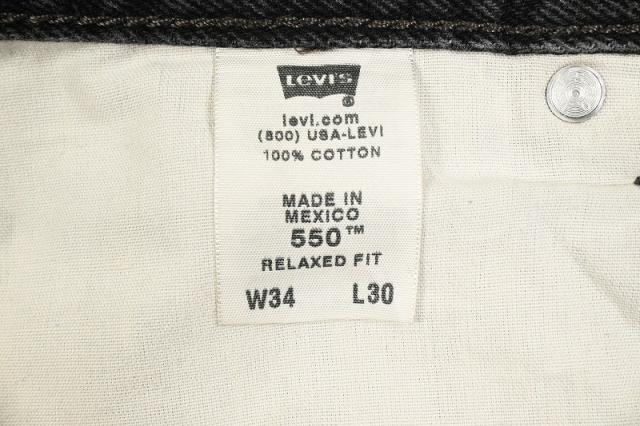 LEVI'S
®
levi.com
(800) USA-LEVI
100% COTTON
MADE IN
MEXICO
550™
RELAXED FIT
W34 L30